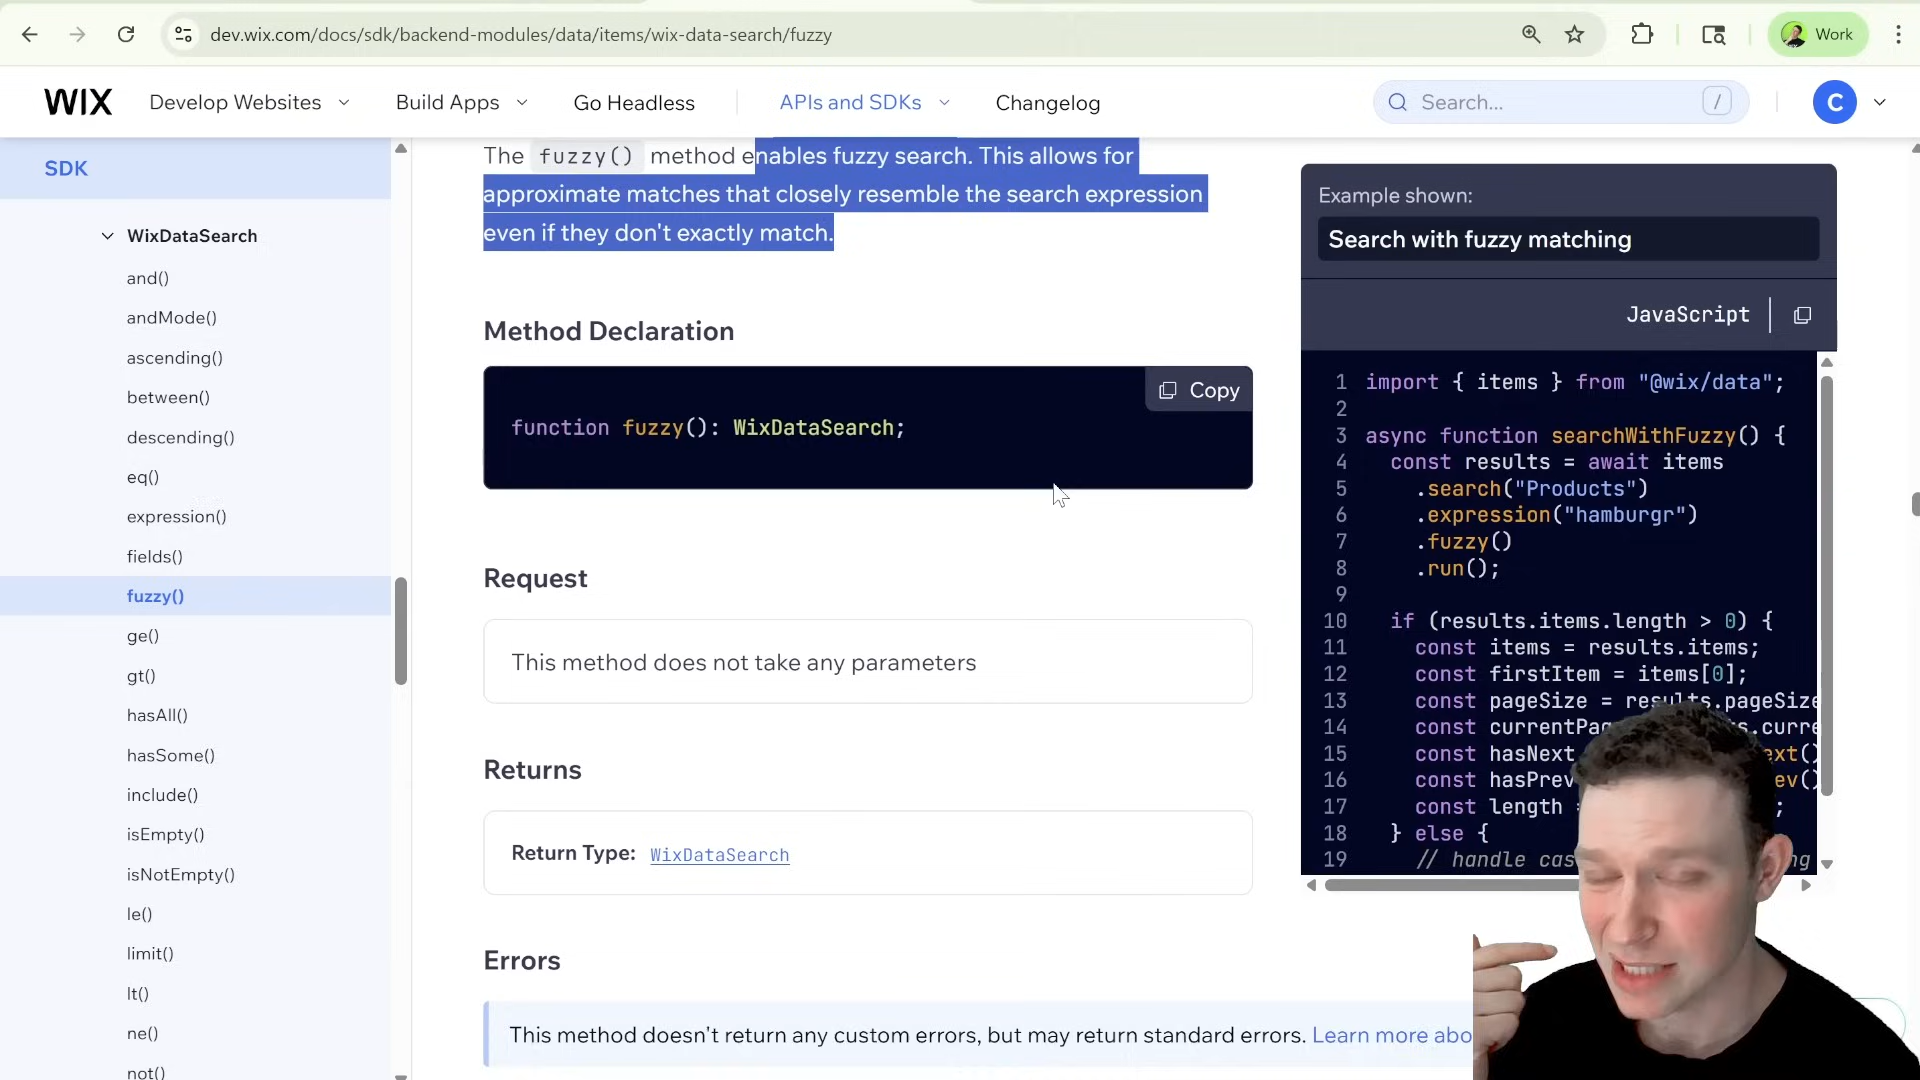 dev.wix.com/docs/sdk/backend-modules/data/items/wix-data-search/fuzzy
Work
WIX
Develop Websites
Build Apps
Go Headless
APIs and SDKs
Changelog
Search...
/
C
SDK
WixDataSearch
and()
andMode()
ascending()
between()
descending()
eq()
expression()
fields()
fuzzy()
ge()
gt()
hasAll()
hasSome()
include()
isEmpty()
isNotEmpty()
le()
limit()
lt()
ne()
not()
The fuzzy() method enables fuzzy search. This allows for
approximate matches that closely resemble the search expression
even if they don't exactly match.
Method Declaration
Copy
function fuzzy(): WixDataSearch;
Request
This method does not take any parameters
Returns
Return Type: WixDataSearch
Errors
This method doesn't return any custom errors, but may return standard errors. Learn more abo
Example shown:
Search with fuzzy matching
JavaScript
1 import { items } from "@wix/data";
2
3 async function searchWithFuzzy() {
4 const results = await items
5 .search("Products")
6 .expression("hamburgr")
7 .fuzzy()
8 .run();
9
10 if (results.items.length > 0) {
11 const items = results.items;
12 const firstItem = items[0];
13 const pageSize = results.pageSize
14 const currentPag s.curre
15 const hasNext ext()
16 const hasPrev ev()
17 const length = ;
18 } else {
19 // handle cas ng